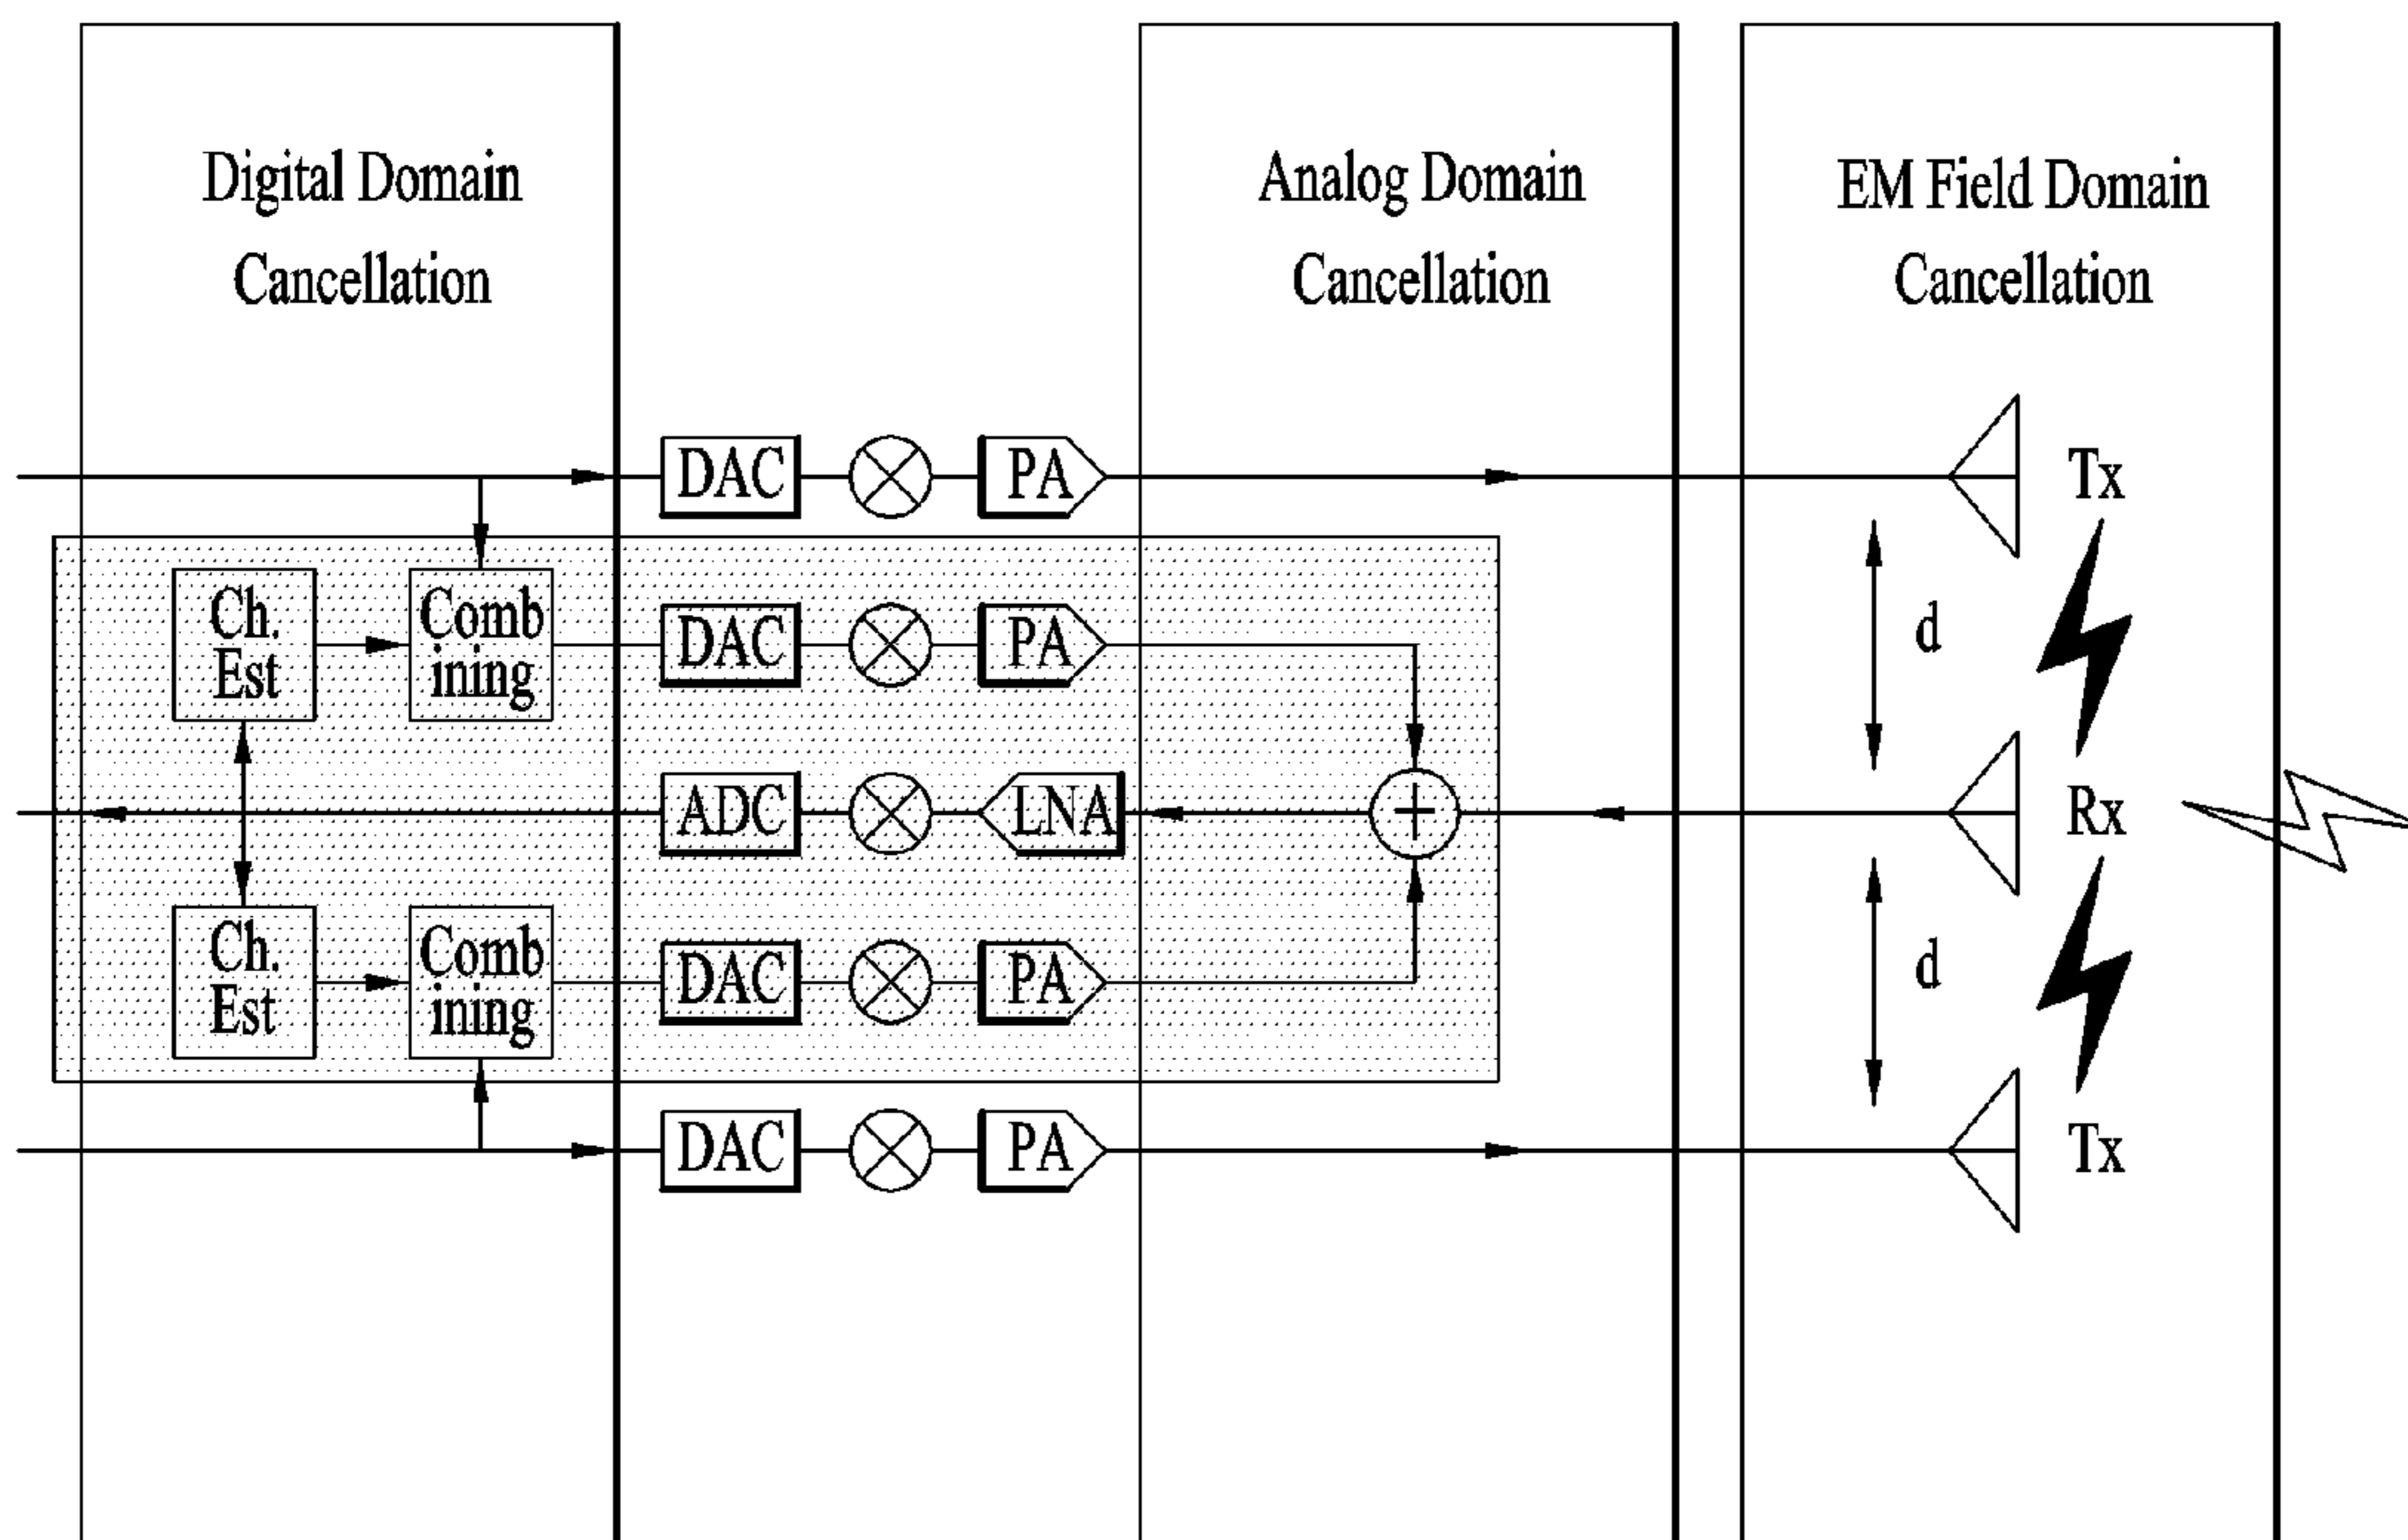 Digital Domain
Cancellation
Analog Domain
Cancellation
EM Field Domain
Cancellation
DAC
PA
Tx
Ch.
Est
Comb
ining
DAC
PA
d
ADC
LNA
+
Rx
Ch.
Est
Comb
ining
DAC
PA
d
DAC
PA
Tx